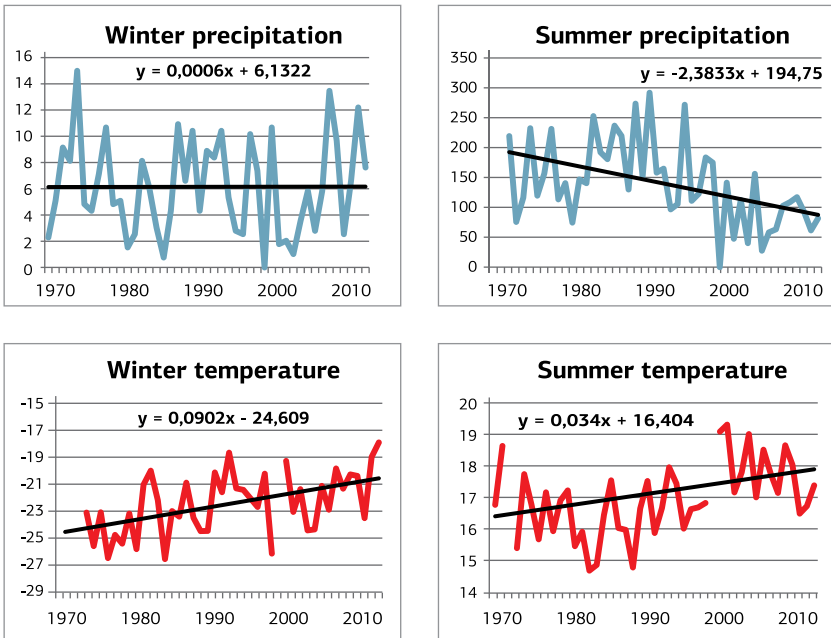 Winter precipitation
y = 0,0006x + 6,1322
16
14
12
10
8
6
4
2
0
1970 1980 1990 2000 2010
Summer precipitation
y = -2,3833x + 194,75
350
300
250
200
150
100
50
0
1970 1980 1990 2000 2010
Winter temperature
y = 0,0902x - 24,609
-15
-17
-19
-21
-23
-25
-27
-29
1970 1980 1990 2000 2010
Summer temperature
y = 0,034x + 16,404
20
19
18
17
16
15
14
1970 1980 1990 2000 2010